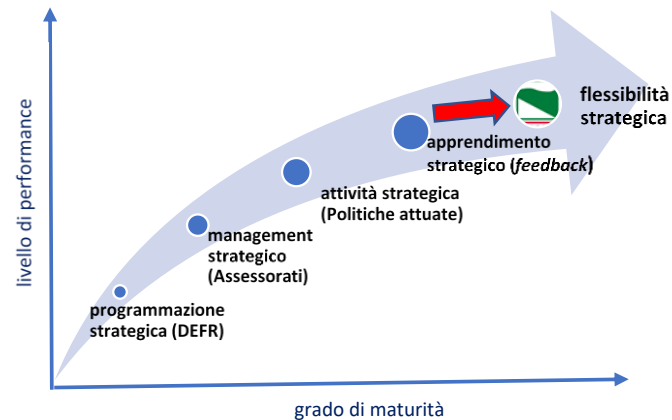 livello di performance
flessibilità
strategica
apprendimento
strategico (feedback)
attività strategica
(Politiche attuate)
management
strategico
(Assessorati)
programmazione
strategica (DEFR)
grado di maturità